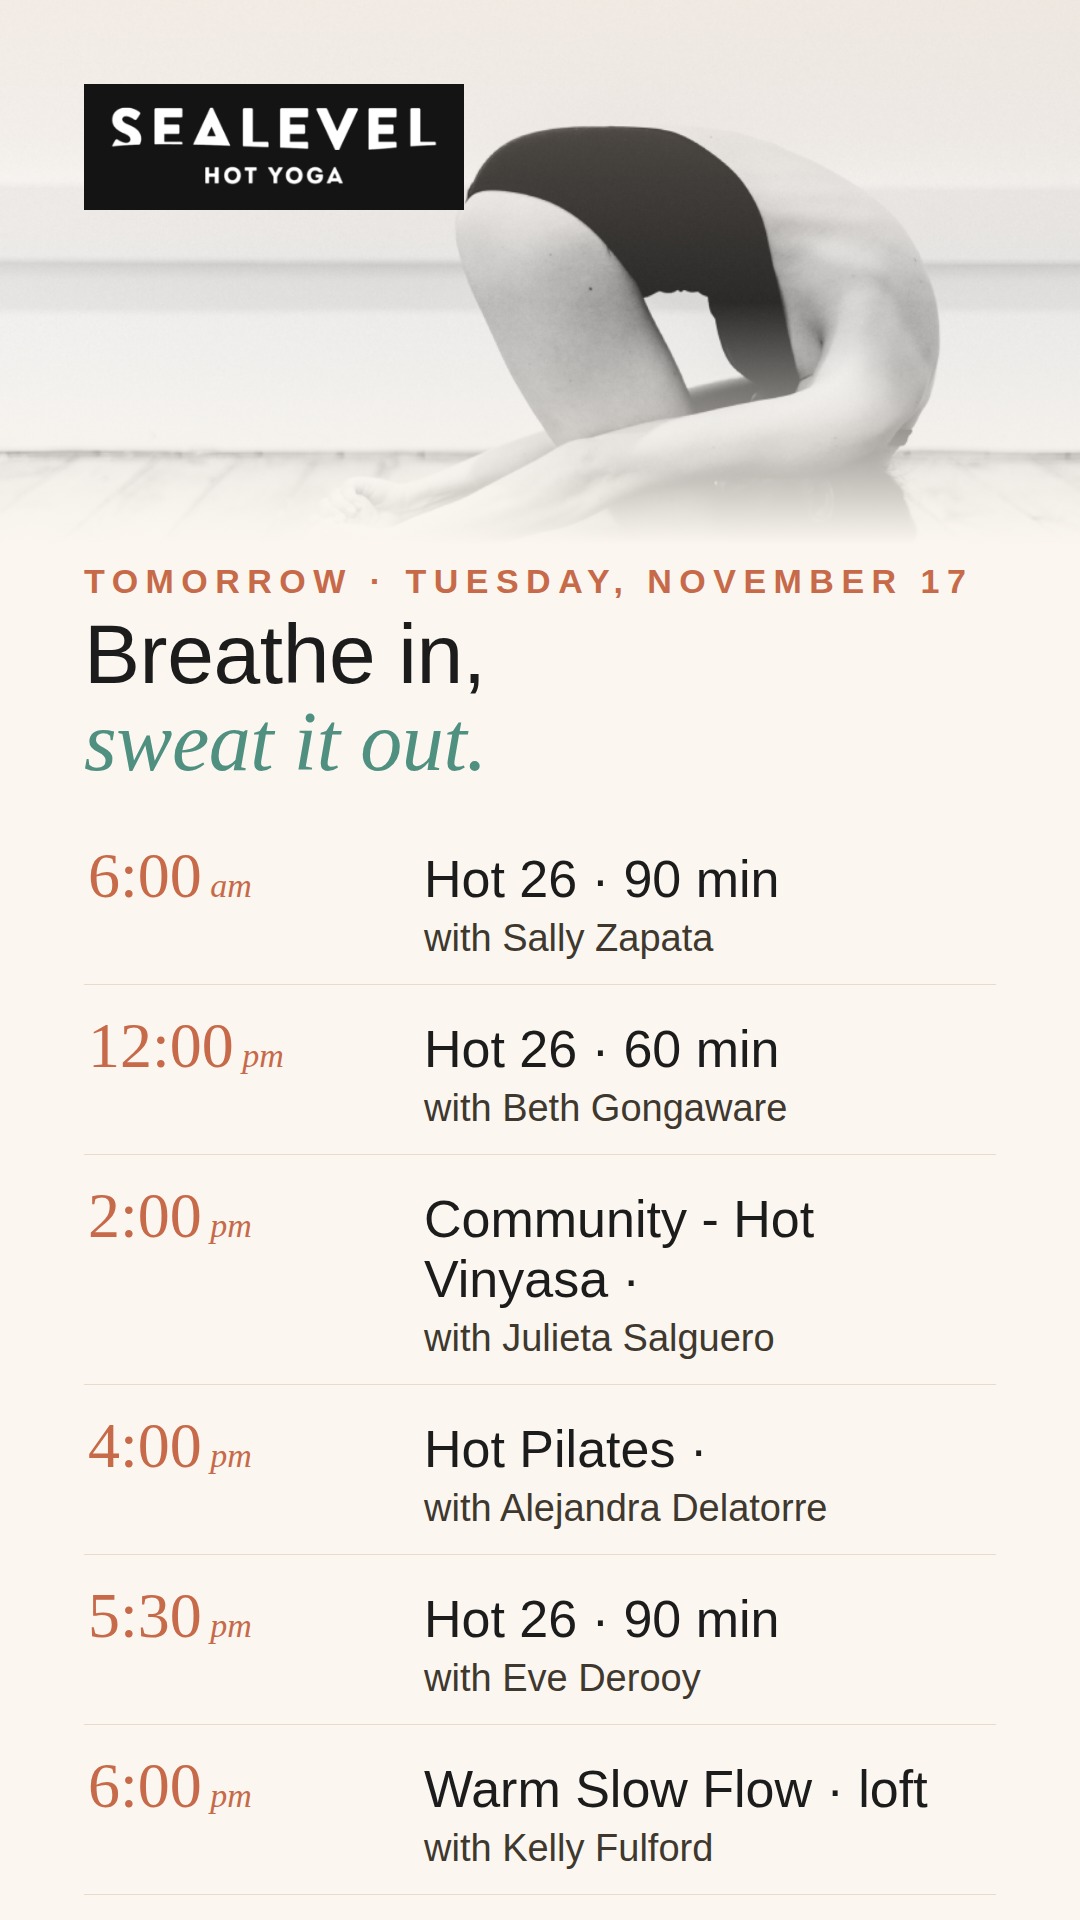 SEALEVEL
HOT YOGA
TOMORROW · TUESDAY, NOVEMBER 17
Breathe in,
sweat it out.
6:00 am
Hot 26 · 90 min
with Sally Zapata
12:00 pm
Hot 26 · 60 min
with Beth Gongaware
2:00 pm
Community - Hot
Vinyasa ·
with Julieta Salguero
4:00 pm
Hot Pilates ·
with Alejandra Delatorre
5:30 pm
Hot 26 · 90 min
with Eve Derooy
6:00 pm
Warm Slow Flow · loft
with Kelly Fulford